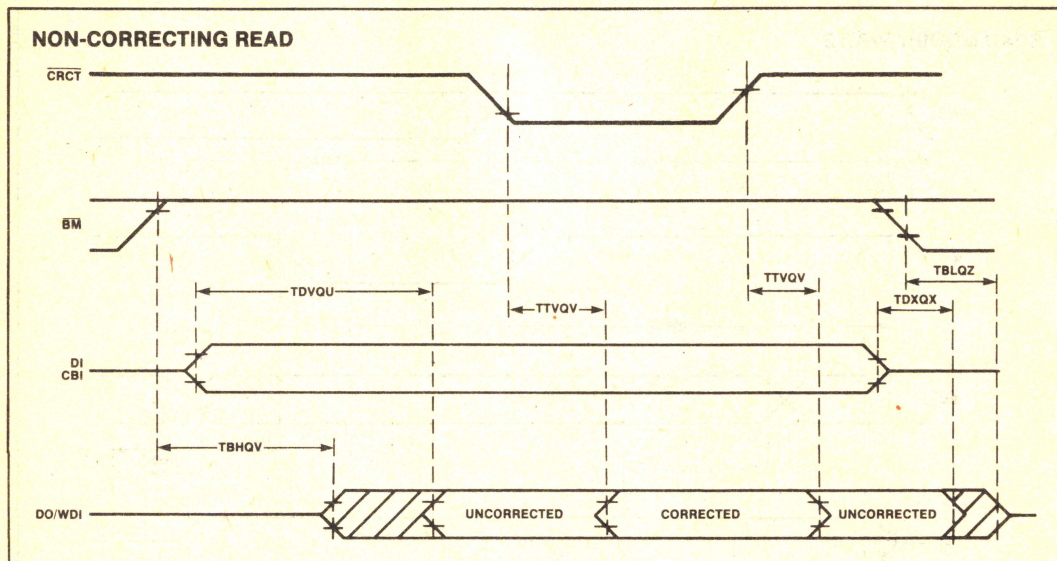 NON-CORRECTING READ
CRCT
BM
TBLQZ
TDVQU
TTVQV
TTVQV
TDXQX
DI
CBI
TBHQV
DO/WDI
UNCORRECTED
CORRECTED
UNCORRECTED